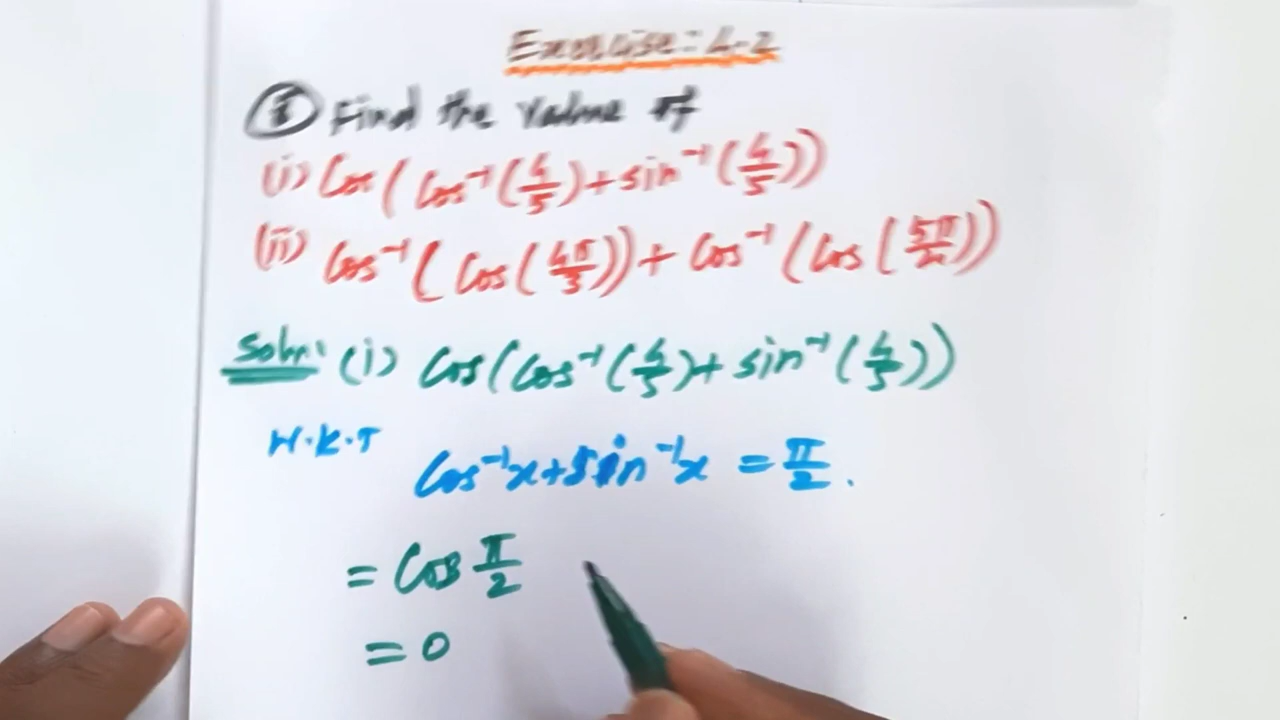 Exercise: 4.2
⑧ Find the value of
(i) Cos(Cos⁻¹(4/5)+sin⁻¹(4/5))
(ii) Cos⁻¹(Cos(4π/3))+Cos⁻¹(Cos(5π/4))
Soln: (i) Cos(Cos⁻¹(4/5)+sin⁻¹(4/5))
W.K.T
Cos⁻¹x+Sin⁻¹x = π/2.
= Cos π/2
= 0